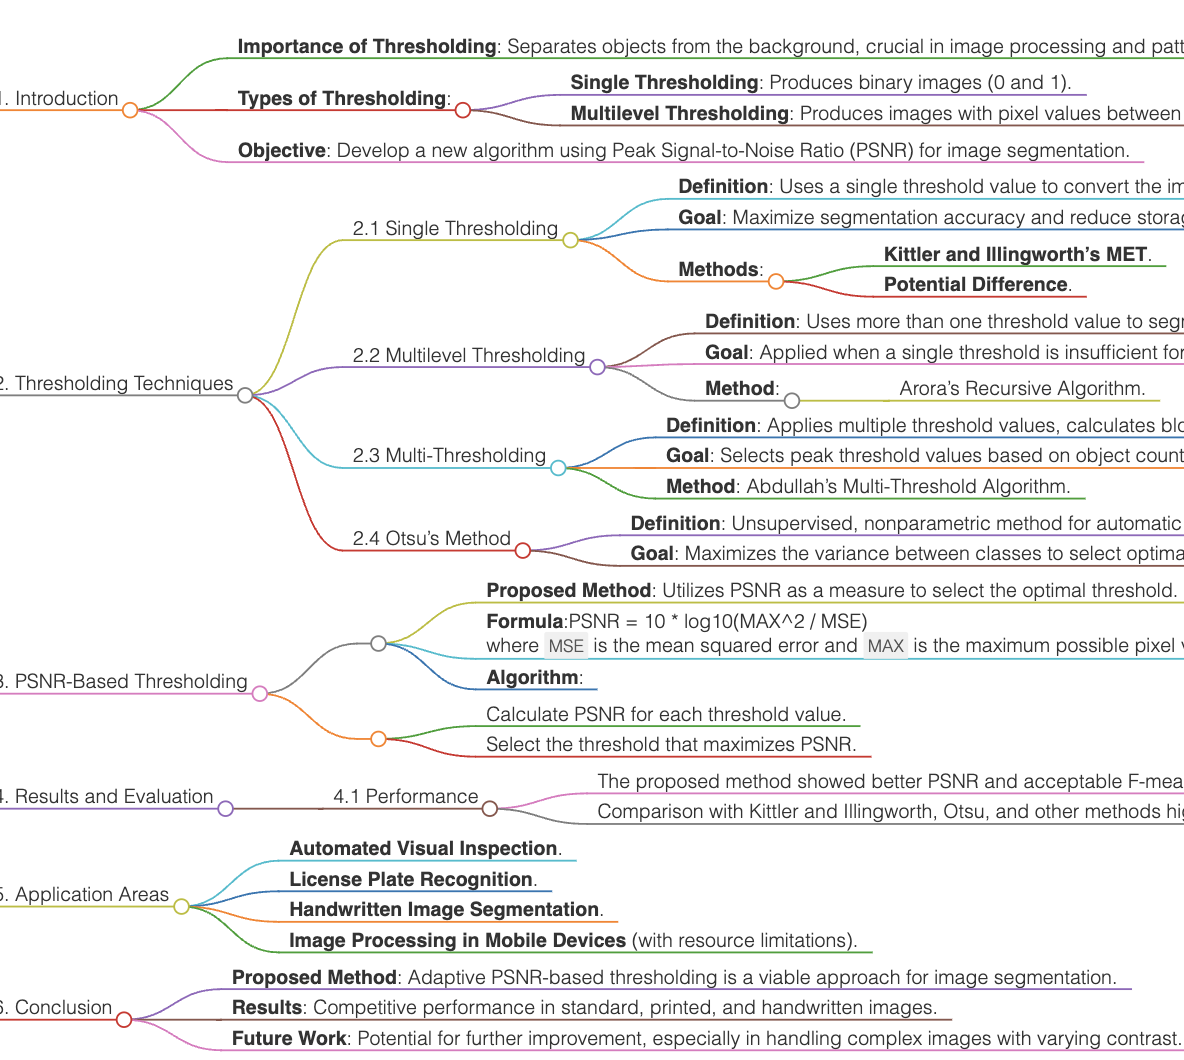 1. Introduction
Importance of Thresholding: Separates objects from the background, crucial in image processing and
Types of Thresholding:
Single Thresholding: Produces binary images (0 and 1).
Multilevel Thresholding: Produces images with pixel values between
Objective: Develop a new algorithm using Peak Signal-to-Noise Ratio (PSNR) for image segmentation.
2. Thresholding Techniques
2.1 Single Thresholding
Definition: Uses a single threshold value to convert the
Goal: Maximize segmentation accuracy and reduce
Methods:
Kittler and Illingworth’s MET.
Potential Difference.
2.2 Multilevel Thresholding
Definition: Uses more than one threshold value to
Goal: Applied when a single threshold is insufficient for
Method:
Arora’s Recursive Algorithm.
2.3 Multi-Thresholding
Definition: Applies multiple threshold values, calculates
Goal: Selects peak threshold values based on object count
Method: Abdullah’s Multi-Threshold Algorithm.
2.4 Otsu’s Method
Definition: Unsupervised, nonparametric method for automatic
Goal: Maximizes the variance between classes to select
3. PSNR-Based Thresholding
Proposed Method: Utilizes PSNR as a measure to select the optimal threshold.
Formula:PSNR = 10 * log10(MAX^2 / MSE)
where MSE is the mean squared error and MAX is the maximum possible pixel
Algorithm:
Calculate PSNR for each threshold value.
Select the threshold that maximizes PSNR.
4. Results and Evaluation
4.1 Performance
The proposed method showed better PSNR and acceptable
Comparison with Kittler and Illingworth, Otsu, and other methods
5. Application Areas
Automated Visual Inspection.
License Plate Recognition.
Handwritten Image Segmentation.
Image Processing in Mobile Devices (with resource limitations).
6. Conclusion
Proposed Method: Adaptive PSNR-based thresholding is a viable approach for image segmentation.
Results: Competitive performance in standard, printed, and handwritten images.
Future Work: Potential for further improvement, especially in handling complex images with varying contrast.